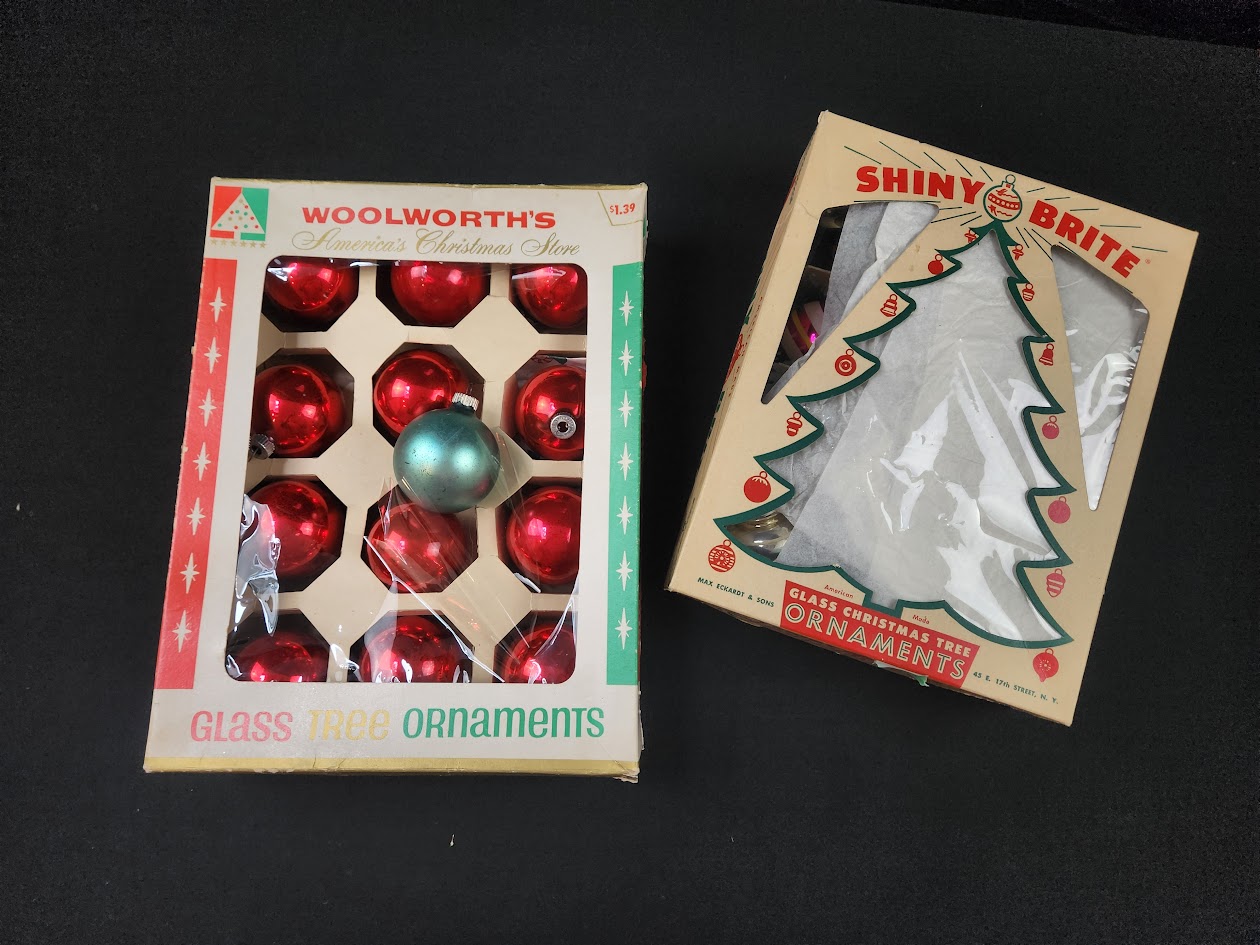 WOOLWORTH'S
$1.39
America's Christmas Store
GLASS TREE ORNAMENTS
SHINY BRITE
MAX ECKARDT & SONS
American Made
GLASS CHRISTMAS TREE
ORNAMENTS
45 E. 17th STREET, N. Y.